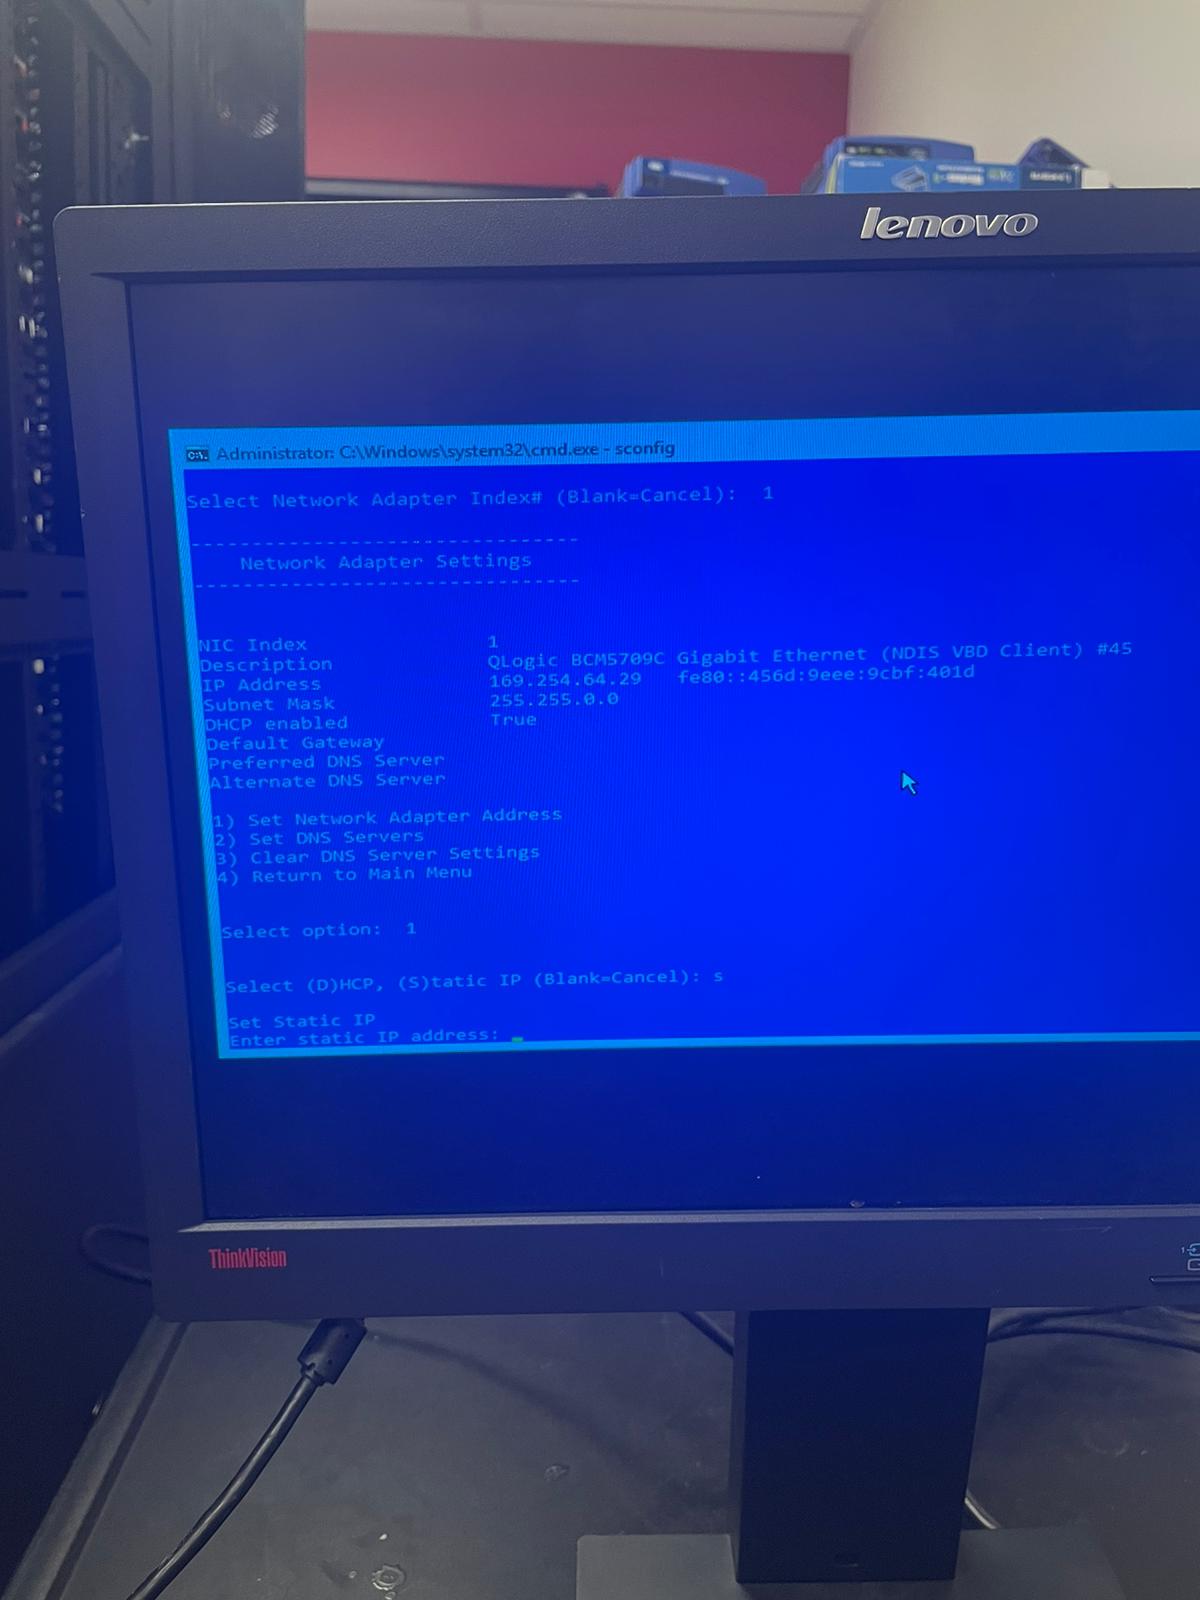 lenovo
Administrator: C:\Windows\system32\cmd.exe - sconfig
Select Network Adapter Index# (Blank=Cancel):  1
--------------------------------
Network Adapter Settings
--------------------------------
NIC Index 1
Description QLogic BCM5709C Gigabit Ethernet (NDIS VBD Client) #45
IP Address 169.254.64.29 fe80::456d:9eee:9cbf:401d
Subnet Mask 255.255.0.0
DHCP enabled True
Default Gateway
Preferred DNS Server
Alternate DNS Server
1) Set Network Adapter Address
2) Set DNS Servers
3) Clear DNS Server Settings
4) Return to Main Menu
Select option:  1
Select (D)HCP, (S)tatic IP (Blank=Cancel): s
Set Static IP
Enter static IP address:
ThinkVision